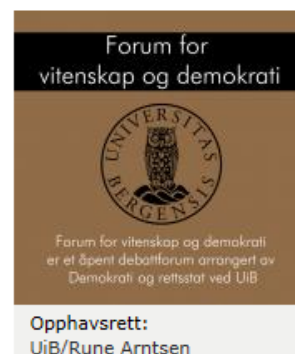 Forum for
vitenskap og demokrati
UNIVERSITAS
BERGENSIS
Forum for vitenskap og demokrati
er et åpent debattforum arrangert av
Demokrati og rettsstat ved UiB
Opphavsrett:
UiB/Rune Arntsen